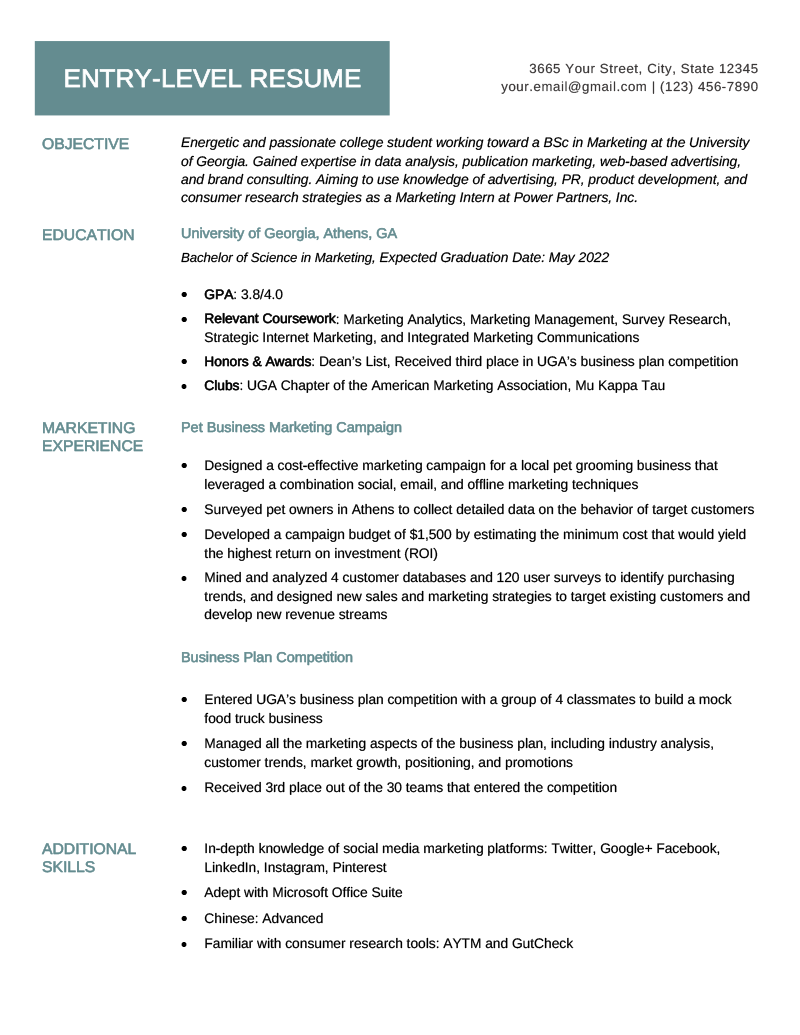 ENTRY-LEVEL RESUME
3665 Your Street, City, State 12345
your.email@gmail.com | (123) 456-7890
OBJECTIVE
Energetic and passionate college student working toward a BSc in Marketing at the University
of Georgia. Gained expertise in data analysis, publication marketing, web-based advertising,
and brand consulting. Aiming to use knowledge of advertising, PR, product development, and
consumer research strategies as a Marketing Intern at Power Partners, Inc.
EDUCATION
University of Georgia, Athens, GA
Bachelor of Science in Marketing, Expected Graduation Date: May 2022
• GPA: 3.8/4.0
• Relevant Coursework: Marketing Analytics, Marketing Management, Survey Research,
Strategic Internet Marketing, and Integrated Marketing Communications
• Honors & Awards: Dean’s List, Received third place in UGA’s business plan competition
• Clubs: UGA Chapter of the American Marketing Association, Mu Kappa Tau
MARKETING
EXPERIENCE
Pet Business Marketing Campaign
• Designed a cost-effective marketing campaign for a local pet grooming business that
leveraged a combination social, email, and offline marketing techniques
• Surveyed pet owners in Athens to collect detailed data on the behavior of target customers
• Developed a campaign budget of $1,500 by estimating the minimum cost that would yield
the highest return on investment (ROI)
• Mined and analyzed 4 customer databases and 120 user surveys to identify purchasing
trends, and designed new sales and marketing strategies to target existing customers and
develop new revenue streams
Business Plan Competition
• Entered UGA’s business plan competition with a group of 4 classmates to build a mock
food truck business
• Managed all the marketing aspects of the business plan, including industry analysis,
customer trends, market growth, positioning, and promotions
• Received 3rd place out of the 30 teams that entered the competition
ADDITIONAL
SKILLS
• In-depth knowledge of social media marketing platforms: Twitter, Google+ Facebook,
LinkedIn, Instagram, Pinterest
• Adept with Microsoft Office Suite
• Chinese: Advanced
• Familiar with consumer research tools: AYTM and GutCheck